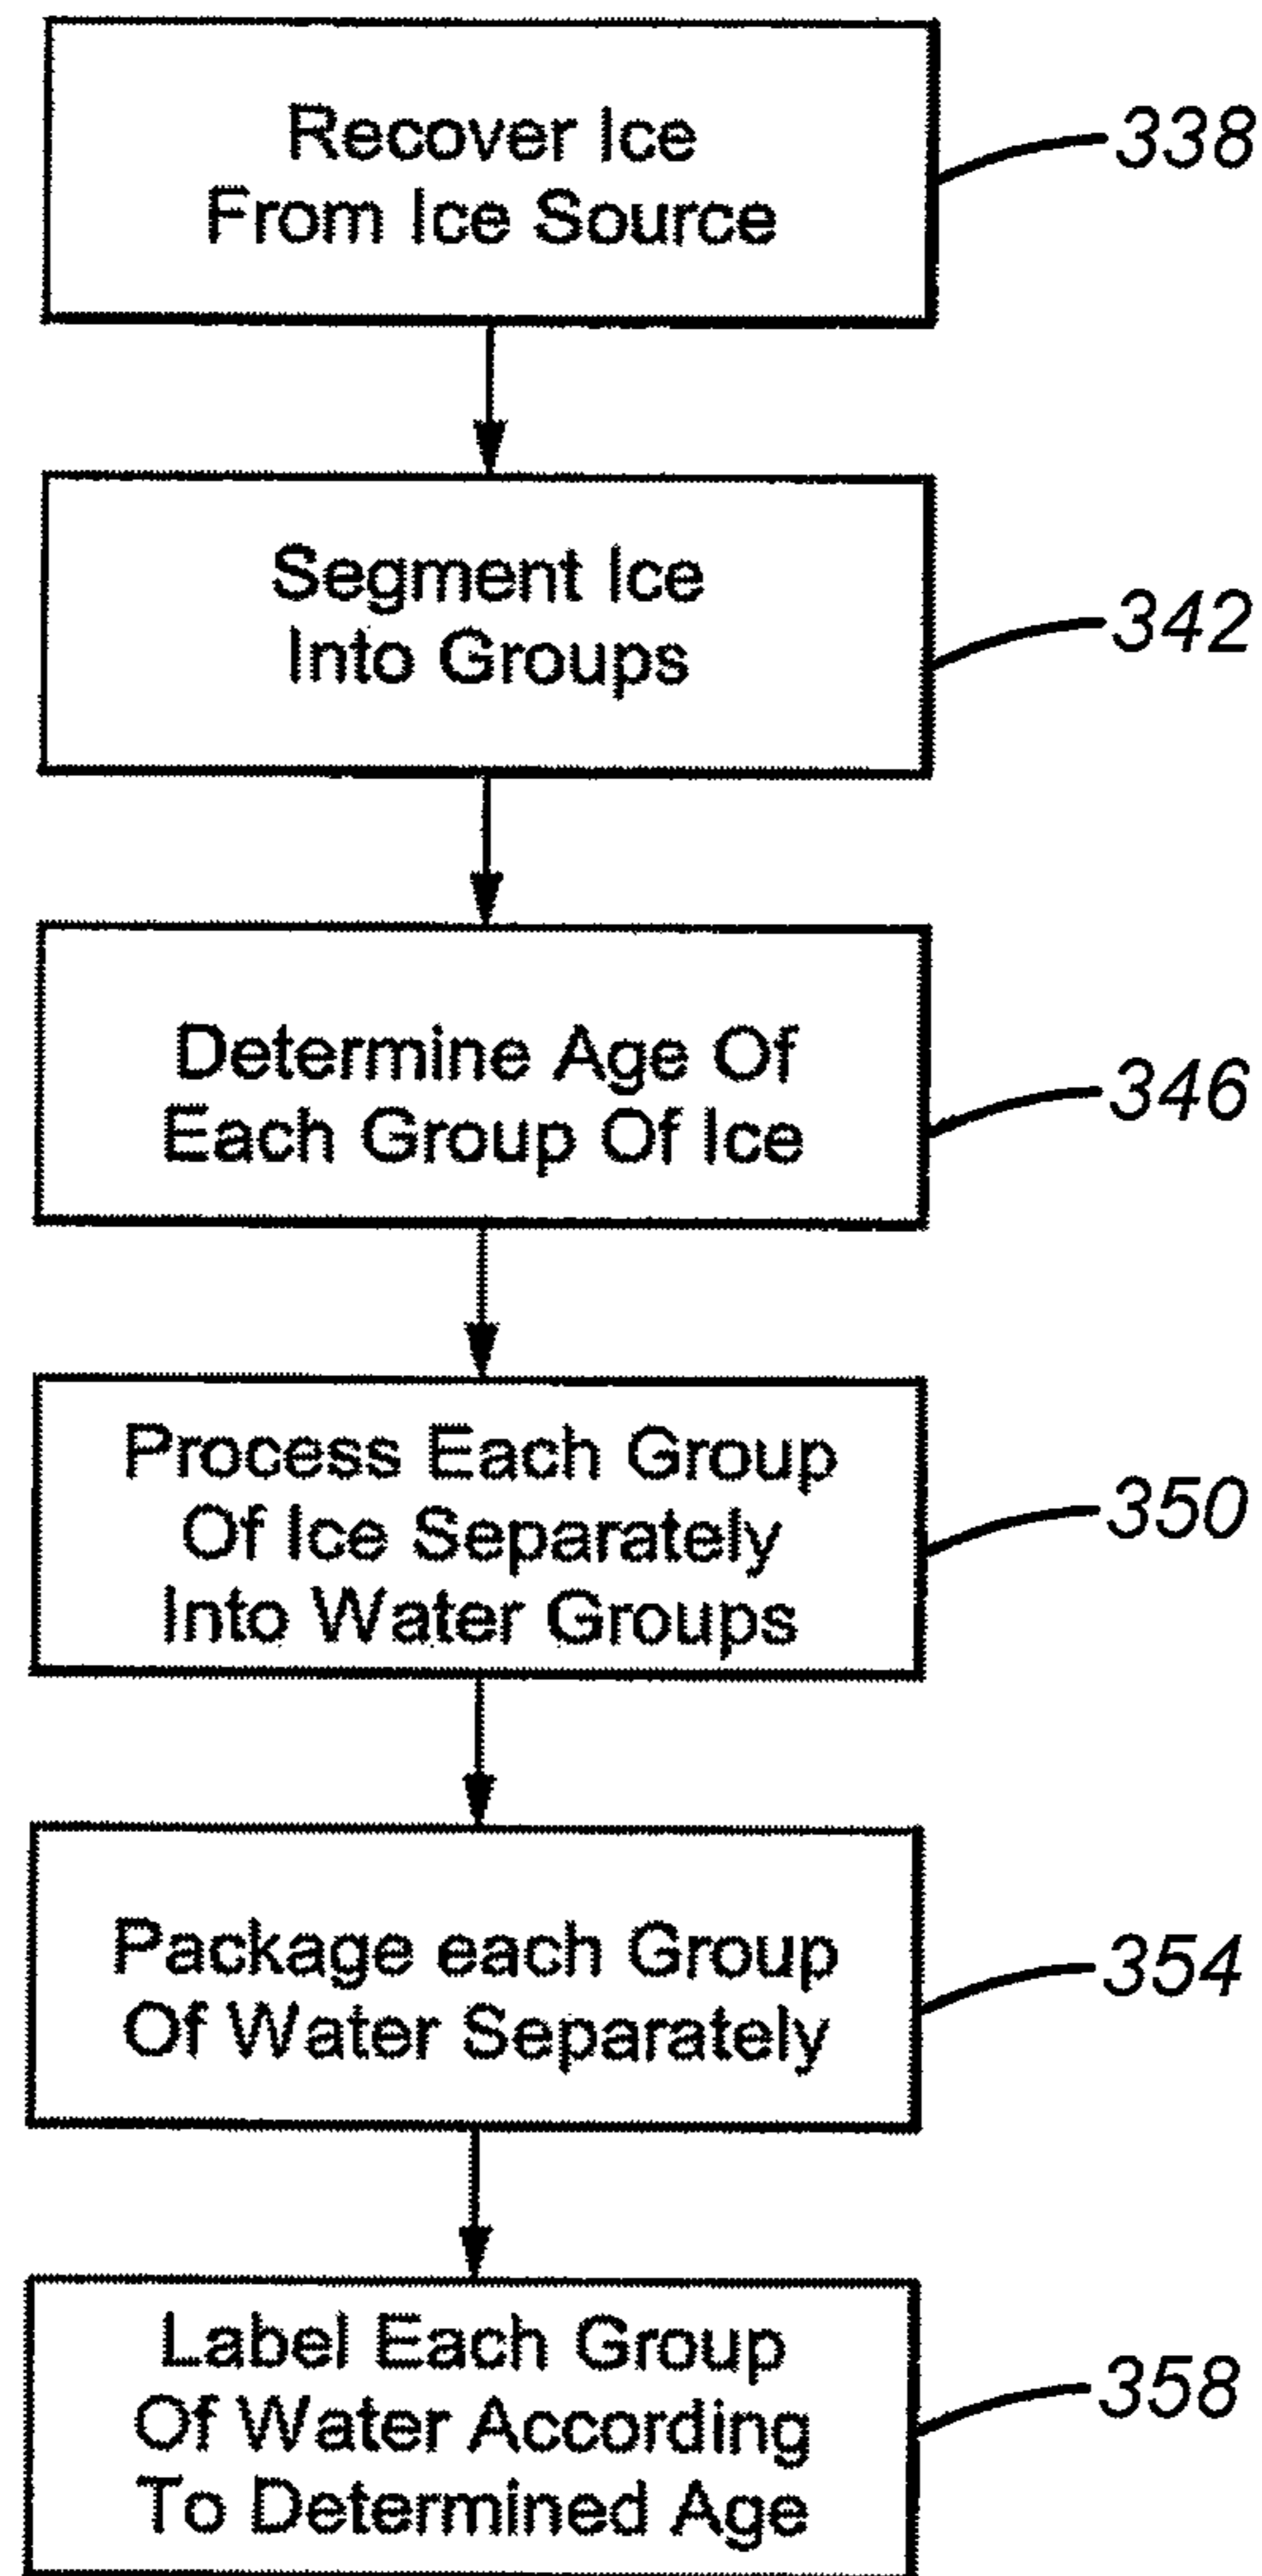 Recover Ice
From Ice Source
338
Segment Ice
Into Groups
342
Determine Age Of
Each Group Of Ice
346
Process Each Group
Of Ice Separately
Into Water Groups
350
Package each Group
Of Water Separately
354
Label Each Group
Of Water According
To Determined Age
358